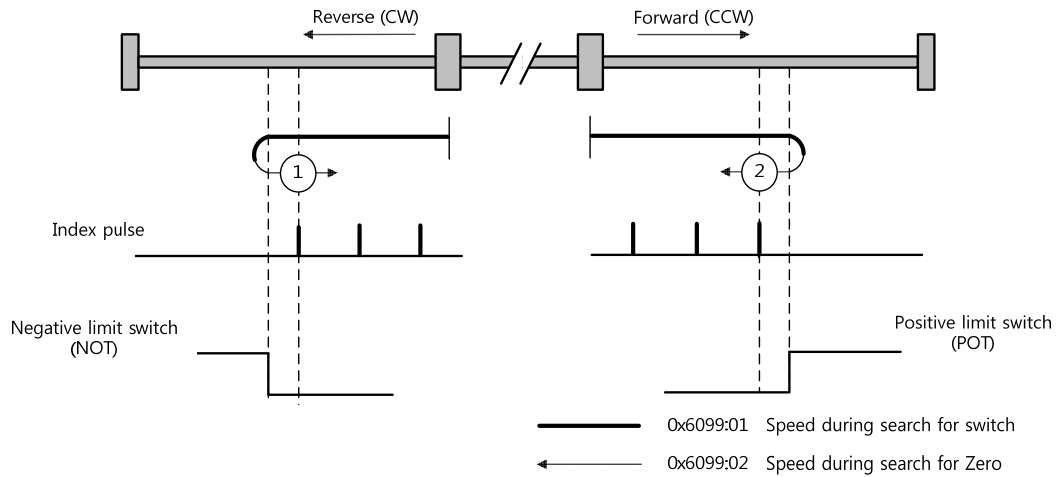 Reverse (CW)
Forward (CCW)
1
2
Index pulse
Negative limit switch
(NOT)
Positive limit switch
(POT)
0x6099:01 Speed during search for switch
0x6099:02 Speed during search for Zero